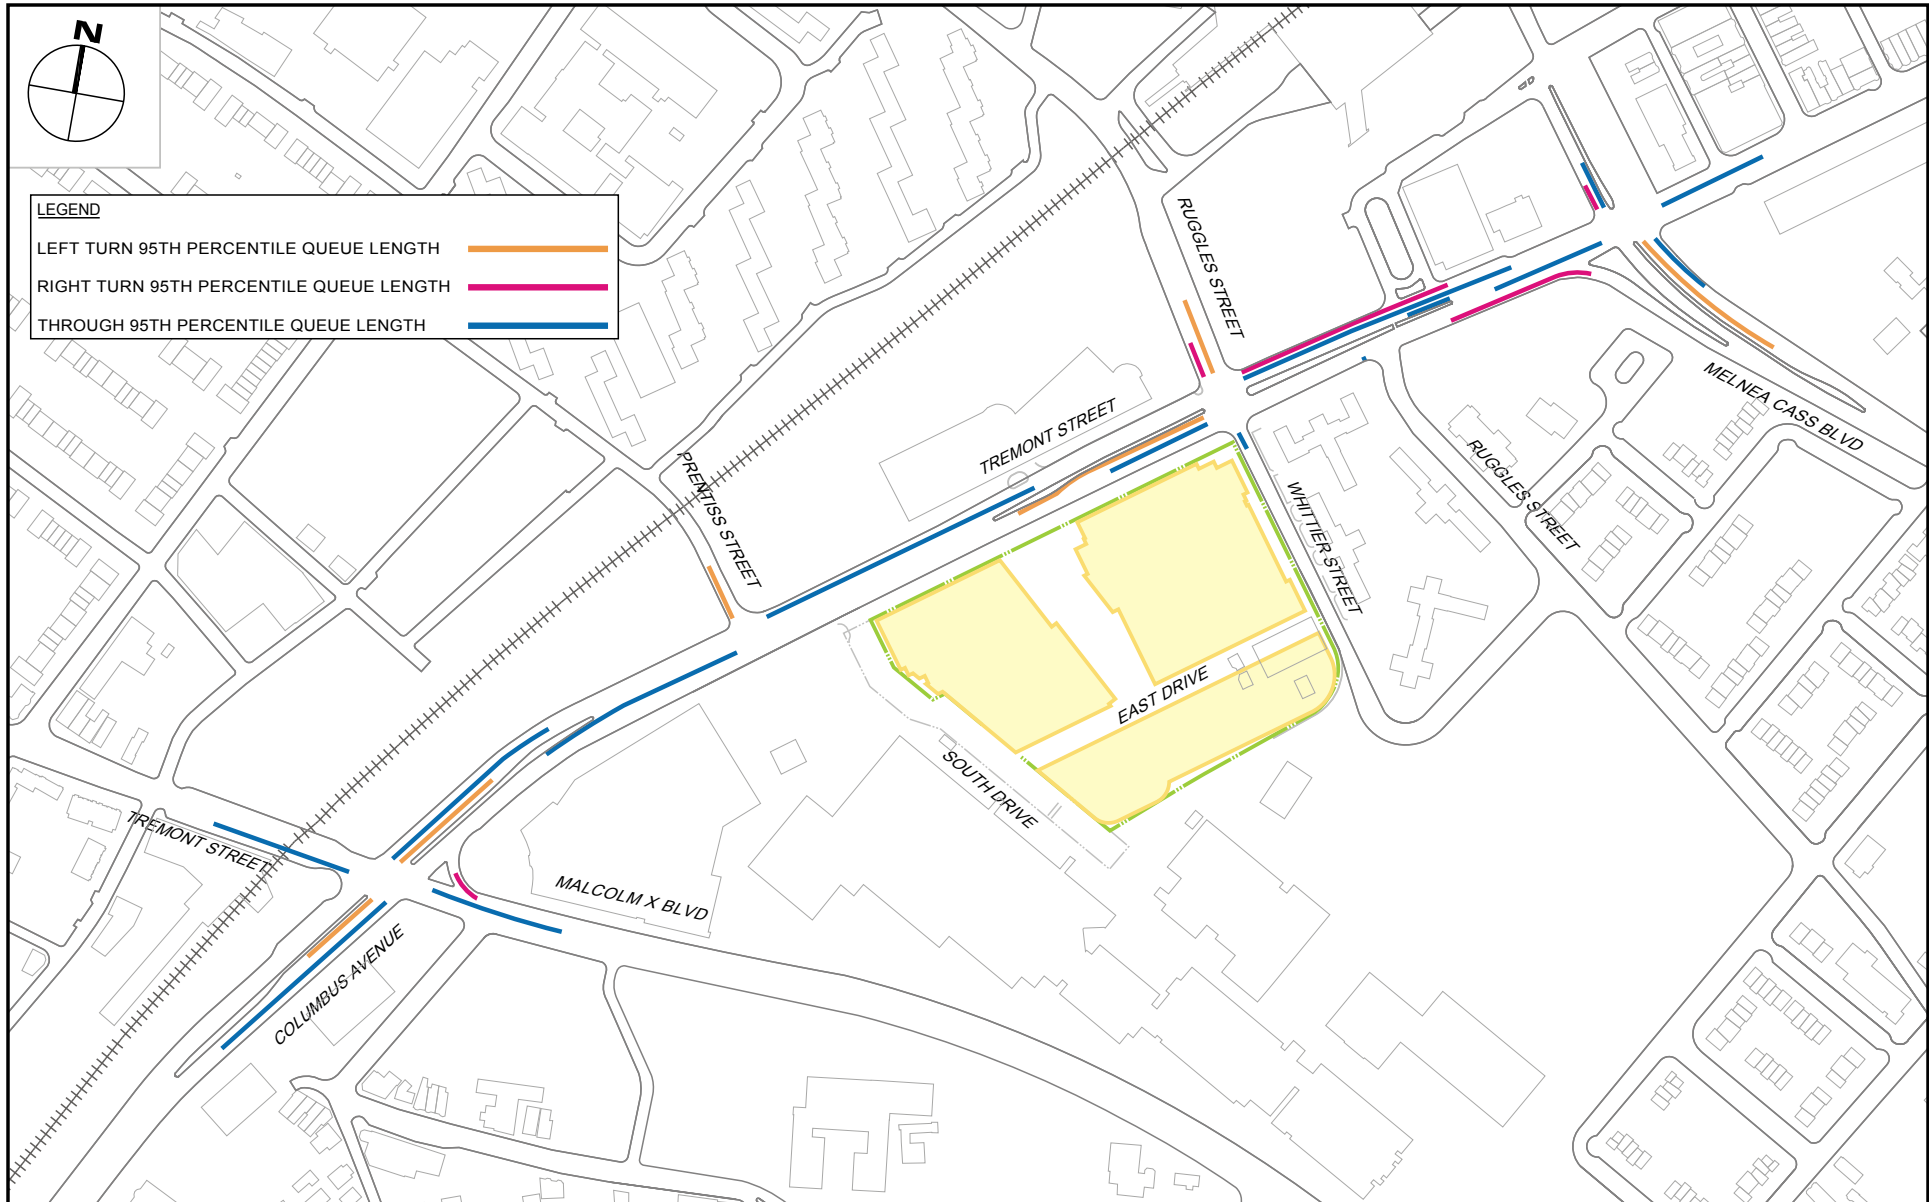 N
LEGEND
LEFT TURN 95TH PERCENTILE QUEUE LENGTH
RIGHT TURN 95TH PERCENTILE QUEUE LENGTH
THROUGH 95TH PERCENTILE QUEUE LENGTH
RUGGLES STREET
MELNEA CASS BLVD
TREMONT STREET
RUGGLES STREET
PRENTISS STREET
WHITTIER STREET
EAST DRIVE
SOUTH DRIVE
TREMONT STREET
MALCOLM X BLVD
COLUMBUS AVENUE